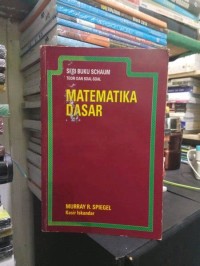 SERI BUKU SCHAUM
TEORI DAN SOAL-SOAL
MATEMATIKA
DASAR
MURRAY R. SPIEGEL
Kasir Iskandar